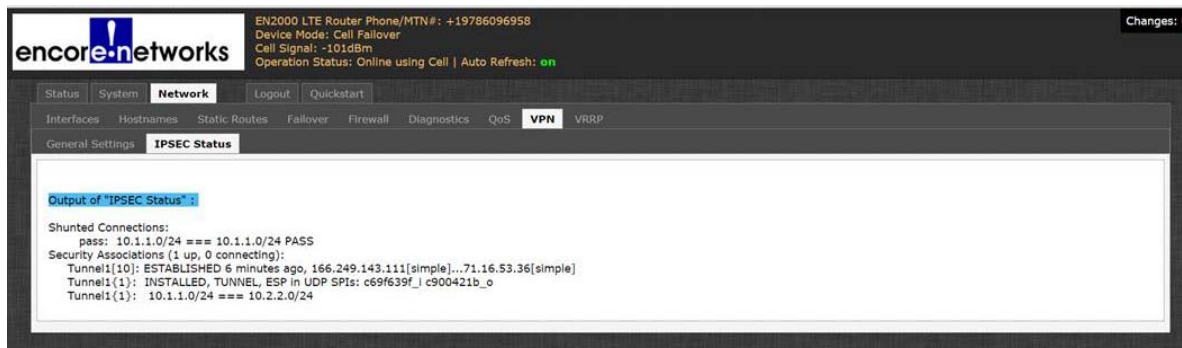 encore!networks
EN2000 LTE Router Phone/MTN#: +19786096958
Device Mode: Cell Failover
Cell Signal: -101dBm
Operation Status: Online using Cell | Auto Refresh: on
Changes:
Status System Network Logout Quickstart
Interfaces Hostnames Static Routes Failover Firewall Diagnostics QoS VPN VRRP
General Settings IPSEC Status
Output of "IPSEC Status" :
Shunted Connections:
pass: 10.1.1.0/24 === 10.1.1.0/24 PASS
Security Associations (1 up, 0 connecting):
Tunnel1[10]: ESTABLISHED 6 minutes ago, 166.249.143.111[simple]...71.16.53.36[simple]
Tunnel1{1}: INSTALLED, TUNNEL, ESP in UDP SPIs: c69f639f_i c900421b_o
Tunnel1{1}: 10.1.1.0/24 === 10.2.2.0/24